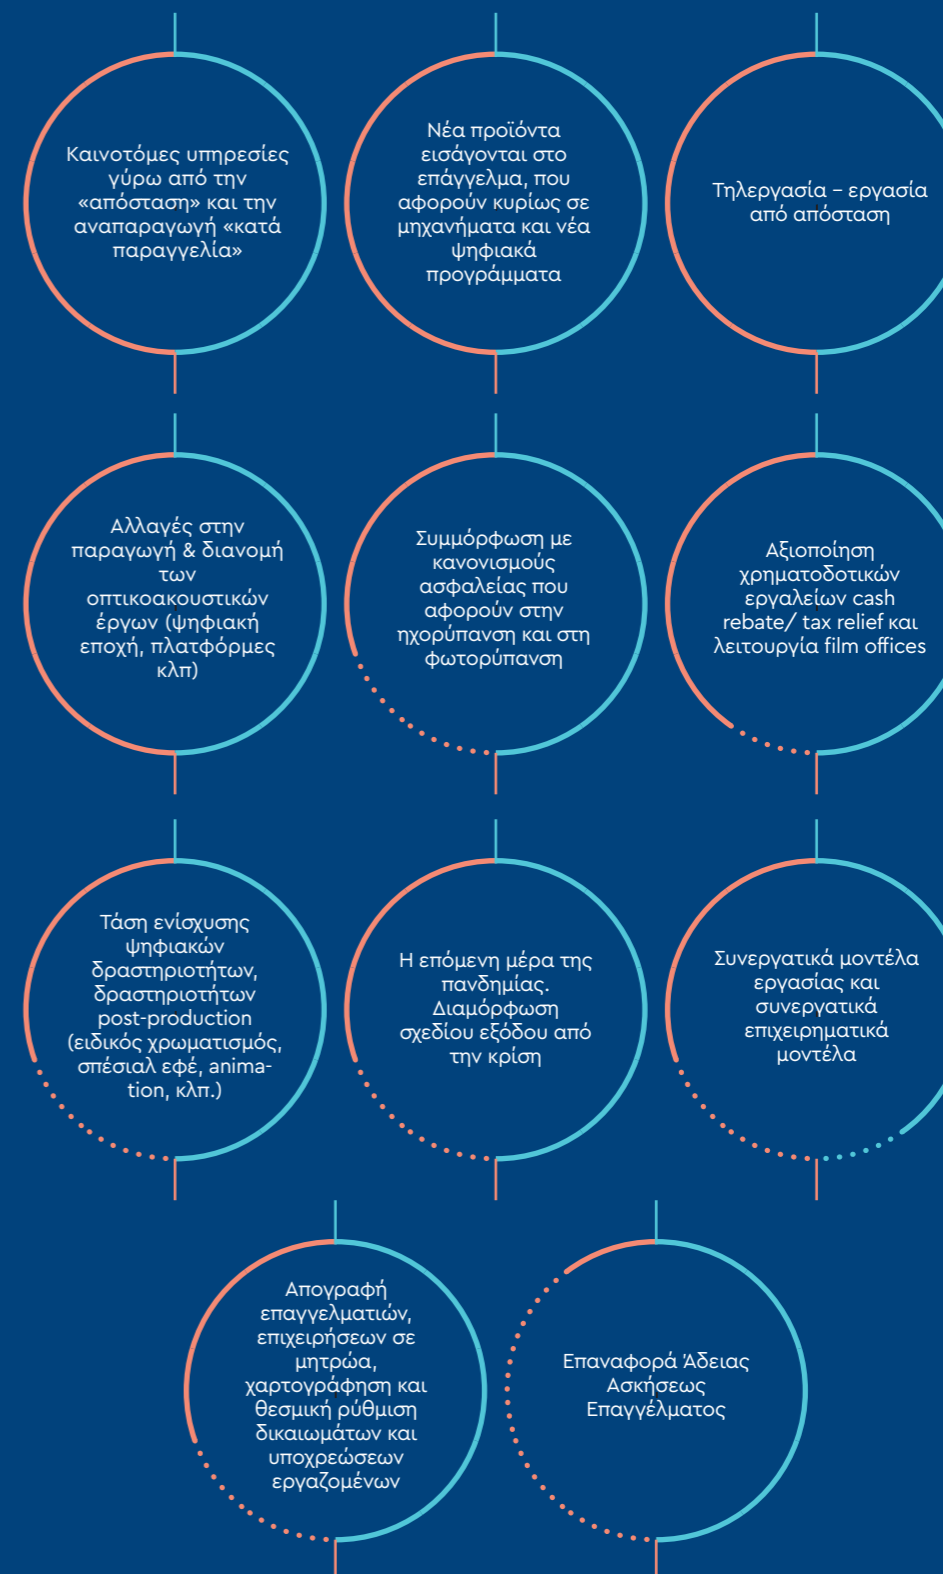 Καινοτόμες υπηρεσίες
γύρω από την
«απόσταση» και την
αναπαραγωγή «κατά
παραγγελία»
Νέα προϊόντα
εισάγονται στο
επάγγελμα, που
αφορούν κυρίως σε
μηχανήματα και νέα
ψηφιακά
προγράμματα
Τηλεργασία – εργασία
από απόσταση
Αλλαγές στην
παραγωγή & διανομή
των
οπτικοακουστικών
έργων (ψηφιακή
εποχή, πλατφόρμες
κλπ)
Συμμόρφωση με
κανονισμούς
ασφαλείας που
αφορούν στην
ηχορύπανση και στη
φωτορύπανση
Αξιοποίηση
χρηματοδοτικών
εργαλείων cash
rebate/ tax relief και
λειτουργία film offices
Τάση ενίσχυσης
ψηφιακών
δραστηριοτήτων,
δραστηριοτήτων
post-production
(ειδικός χρωματισμός,
σπέσιαλ εφέ, anima-
tion, κλπ.)
Η επόμενη μέρα της
πανδημίας.
Διαμόρφωση
σχεδίου εξόδου από
την κρίση
Συνεργατικά μοντέλα
εργασίας και
συνεργατικά
επιχειρηματικά
μοντέλα
Απογραφή
επαγγελματιών,
επιχειρήσεων σε
μητρώα,
χαρτογράφηση και
θεσμική ρύθμιση
δικαιωμάτων και
υποχρεώσεων
εργαζομένων
Επαναφορά Άδειας
Ασκήσεως
Επαγγέλματος